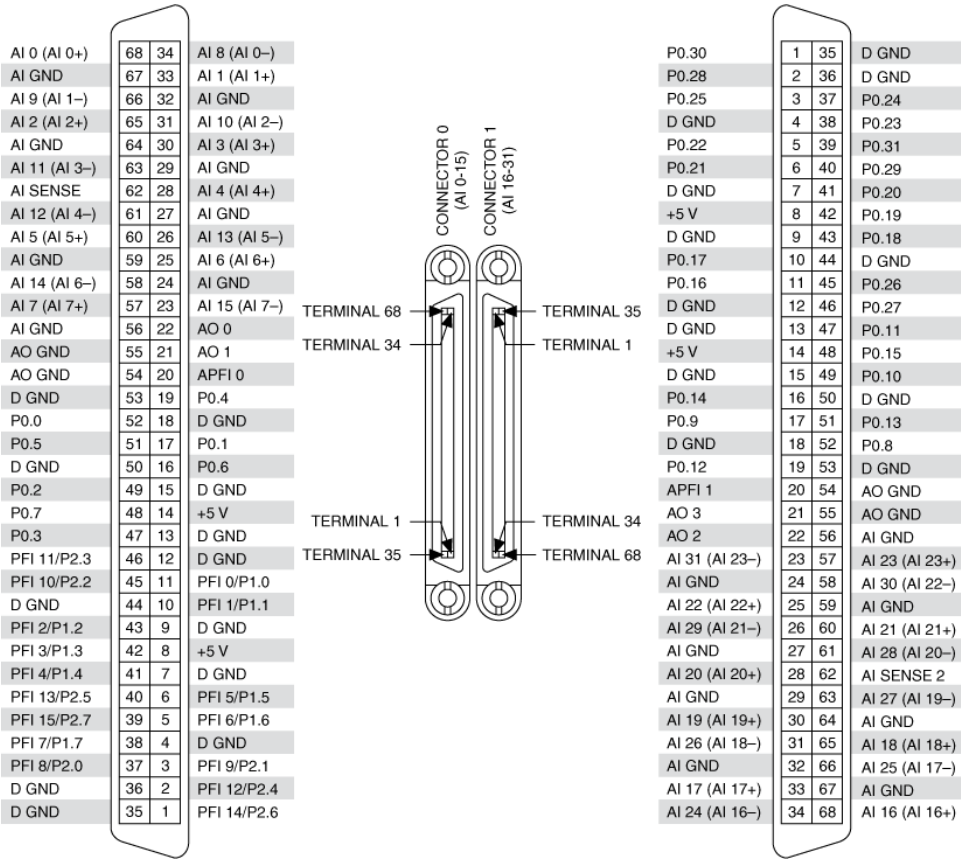 AI 0 (AI 0+) 68 34 AI 8 (AI 0–)
AI GND 67 33 AI 1 (AI 1+)
AI 9 (AI 1–) 66 32 AI GND
AI 2 (AI 2+) 65 31 AI 10 (AI 2–)
AI GND 64 30 AI 3 (AI 3+)
AI 11 (AI 3–) 63 29 AI GND
AI SENSE 62 28 AI 4 (AI 4+)
AI 12 (AI 4–) 61 27 AI GND
AI 5 (AI 5+) 60 26 AI 13 (AI 5–)
AI GND 59 25 AI 6 (AI 6+)
AI 14 (AI 6–) 58 24 AI GND
AI 7 (AI 7+) 57 23 AI 15 (AI 7–)
AI GND 56 22 AO 0
AO GND 55 21 AO 1
AO GND 54 20 APFI 0
D GND 53 19 P0.4
P0.0 52 18 D GND
P0.5 51 17 P0.1
D GND 50 16 P0.6
P0.2 49 15 D GND
P0.7 48 14 +5 V
P0.3 47 13 D GND
PFI 11/P2.3 46 12 D GND
PFI 10/P2.2 45 11 PFI 0/P1.0
D GND 44 10 PFI 1/P1.1
PFI 2/P1.2 43 9 D GND
PFI 3/P1.3 42 8 +5 V
PFI 4/P1.4 41 7 D GND
PFI 13/P2.5 40 6 PFI 5/P1.5
PFI 15/P2.7 39 5 PFI 6/P1.6
PFI 7/P1.7 38 4 D GND
PFI 8/P2.0 37 3 PFI 9/P2.1
D GND 36 2 PFI 12/P2.4
D GND 35 1 PFI 14/P2.6
CONNECTOR 0
(AI 0-15)
CONNECTOR 1
(AI 16-31)
TERMINAL 68
TERMINAL 34
TERMINAL 35
TERMINAL 1
TERMINAL 1
TERMINAL 35
TERMINAL 34
TERMINAL 68
P0.30 1 35 D GND
P0.28 2 36 D GND
P0.25 3 37 P0.24
D GND 4 38 P0.23
P0.22 5 39 P0.31
P0.21 6 40 P0.29
D GND 7 41 P0.20
+5 V 8 42 P0.19
D GND 9 43 P0.18
P0.17 10 44 D GND
P0.16 11 45 P0.26
D GND 12 46 P0.27
D GND 13 47 P0.11
+5 V 14 48 P0.15
D GND 15 49 P0.10
P0.14 16 50 D GND
P0.9 17 51 P0.13
D GND 18 52 P0.8
P0.12 19 53 D GND
APFI 1 20 54 AO GND
AO 3 21 55 AO GND
AO 2 22 56 AI GND
AI 31 (AI 23–) 23 57 AI 23 (AI 23+)
AI GND 24 58 AI 30 (AI 22–)
AI 22 (AI 22+) 25 59 AI GND
AI 29 (AI 21–) 26 60 AI 21 (AI 21+)
AI GND 27 61 AI 28 (AI 20–)
AI 20 (AI 20+) 28 62 AI SENSE 2
AI GND 29 63 AI 27 (AI 19–)
AI 19 (AI 19+) 30 64 AI GND
AI 26 (AI 18–) 31 65 AI 18 (AI 18+)
AI GND 32 66 AI 25 (AI 17–)
AI 17 (AI 17+) 33 67 AI GND
AI 24 (AI 16–) 34 68 AI 16 (AI 16+)